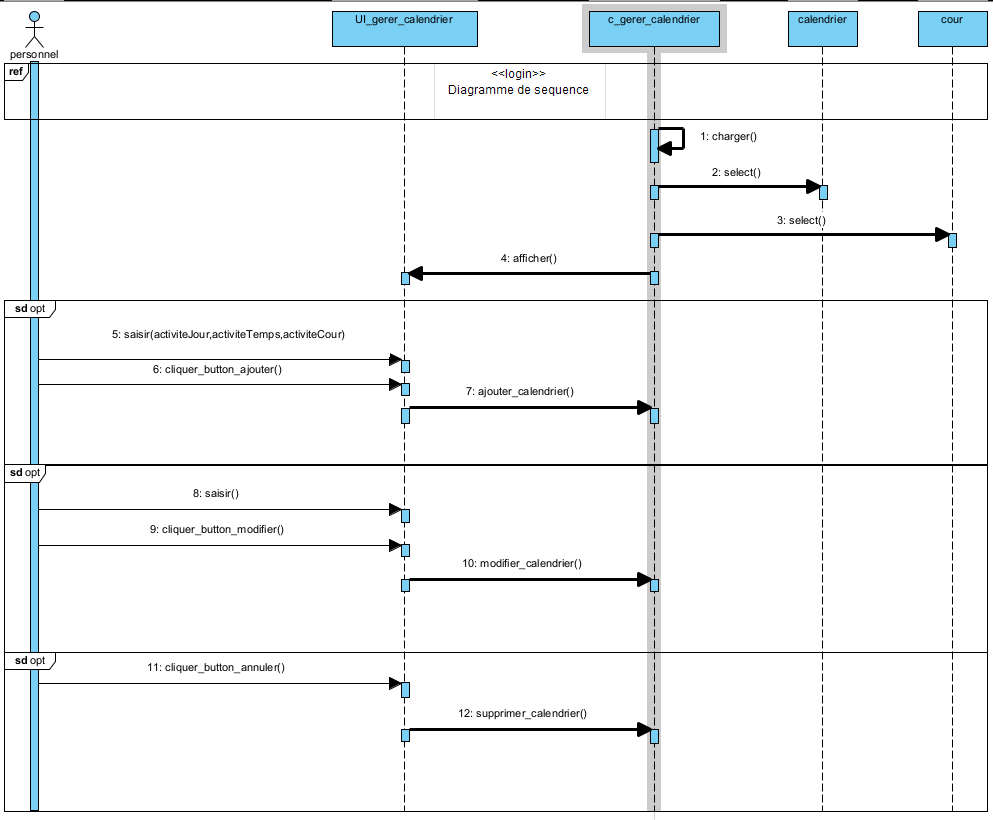 UI_gerer_calendrier
c_gerer_calendrier
calendrier
cour
personnel
ref
<<login>>
Diagramme de sequence
1: charger()
2: select()
3: select()
4: afficher()
sd opt
5: saisir(activiteJour,activiteTemps,activiteCour)
6: cliquer_button_ajouter()
7: ajouter_calendrier()
sd opt
8: saisir()
9: cliquer_button_modifier()
10: modifier_calendrier()
sd opt
11: cliquer_button_annuler()
12: supprimer_calendrier()